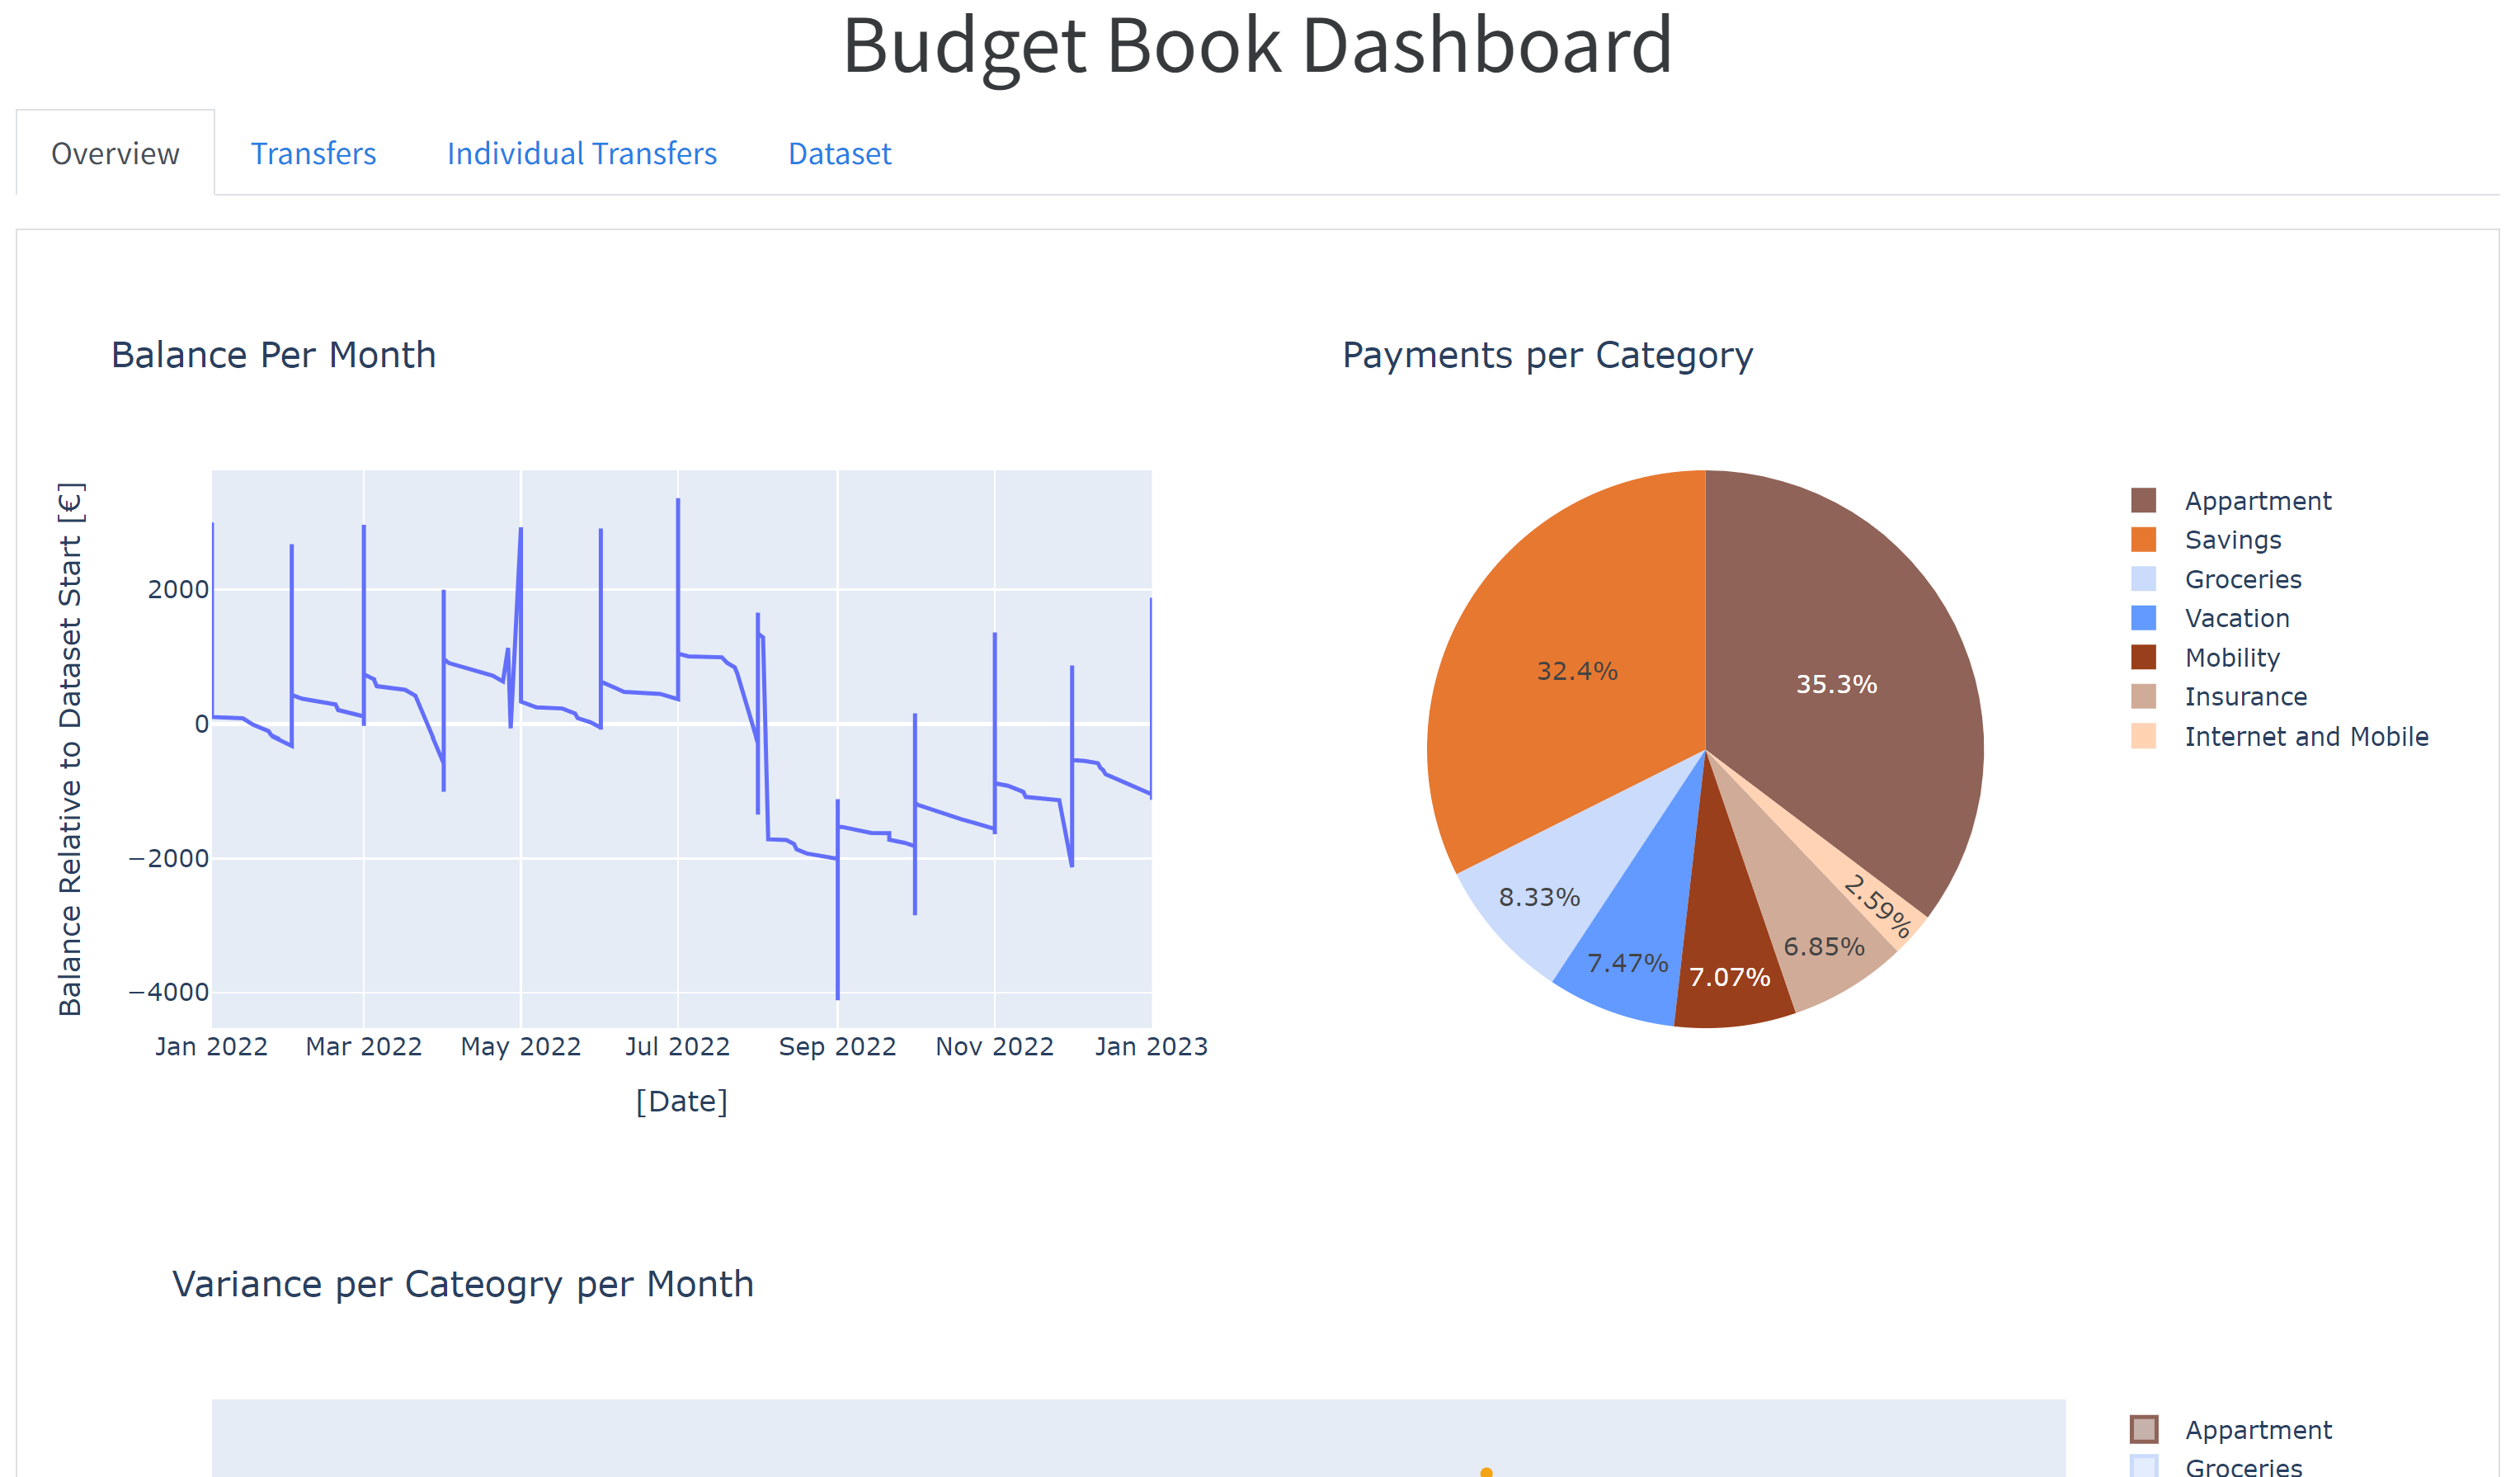 Budget Book Dashboard
Overview Transfers Individual Transfers Dataset
Balance Per Month
Balance Relative to Dataset Start [€]
2000
0
−2000
−4000
Jan 2022 Mar 2022 May 2022 Jul 2022 Sep 2022 Nov 2022 Jan 2023
[Date]
Payments per Category
35.3%
32.4%
8.33%
7.47%
7.07%
6.85%
2.59%
Appartment
Savings
Groceries
Vacation
Mobility
Insurance
Internet and Mobile
Variance per Cateogry per Month
Appartment
Groceries